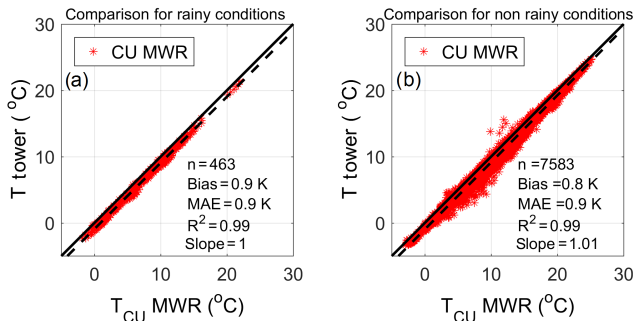 Comparison for rainy conditions
30
20
10
0
T tower (°C)
CU MWR
(a)
n=463
Bias=0.9 K
MAE=0.9 K
R²=0.99
Slope=1
0 10 20 30
T_CU MWR (°C)
Comparison for non rainy conditions
30
20
10
0
T tower (°C)
CU MWR
(b)
n=7583
Bias=0.8 K
MAE=0.9 K
R²=0.99
Slope=1.01
0 10 20 30
T_CU MWR (°C)